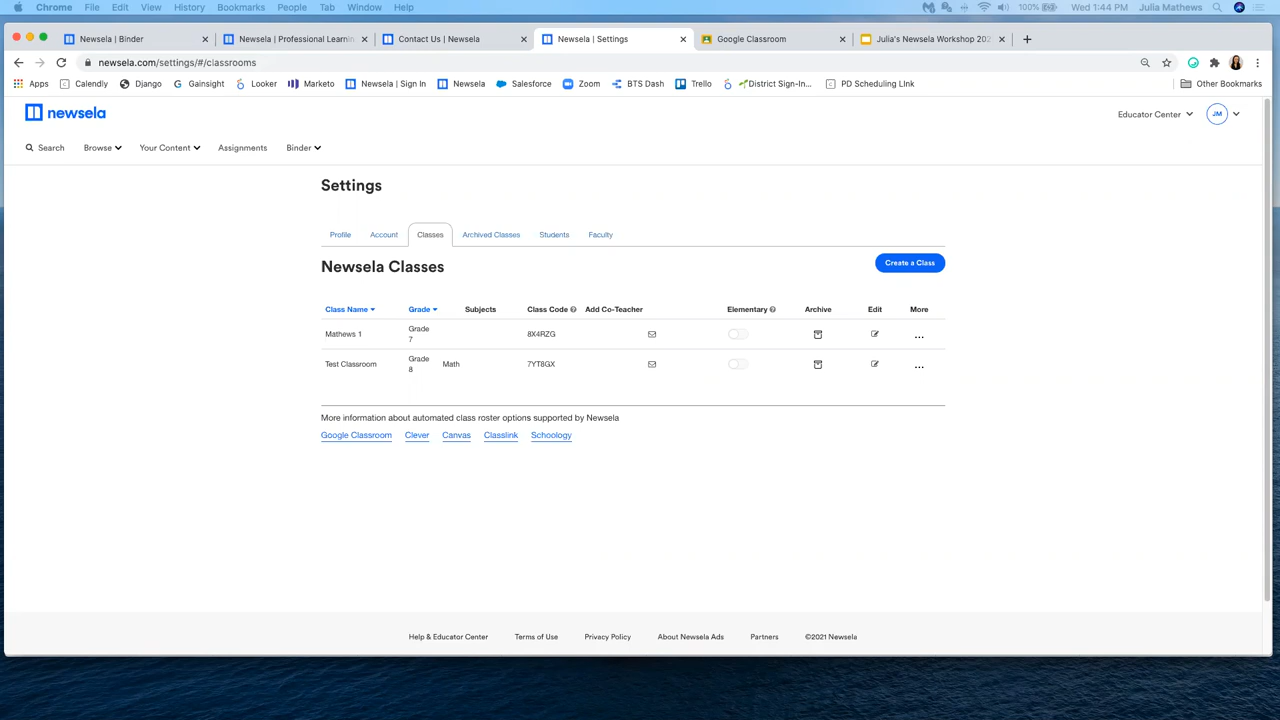 Chrome File Edit View History Bookmarks People Tab Window Help 100% Wed 1:44 PM Julia Mathews
Newsela | Binder Newsela | Professional Learnin Contact Us | Newsela Newsela | Settings Google Classroom Julia's Newsela Workshop 202
newsela.com/settings/#/classrooms
Apps Calendly Django Gainsight Looker Marketo Newsela | Sign In Newsela Salesforce Zoom BTS Dash Trello District Sign-In... PD Scheduling LInk Other Bookmarks
newsela Educator Center JM
Search Browse Your Content Assignments Binder
Settings
Profile Account Classes Archived Classes Students Faculty
Newsela Classes Create a Class
Class Name Grade Subjects Class Code Add Co-Teacher Elementary Archive Edit More
Mathews 1 Grade 7 8X4RZG ...
Test Classroom Grade 8 Math 7YT8GX ...
More information about automated class roster options supported by Newsela
Google Classroom Clever Canvas Classlink Schoology
Help & Educator Center Terms of Use Privacy Policy About Newsela Ads Partners ©2021 Newsela